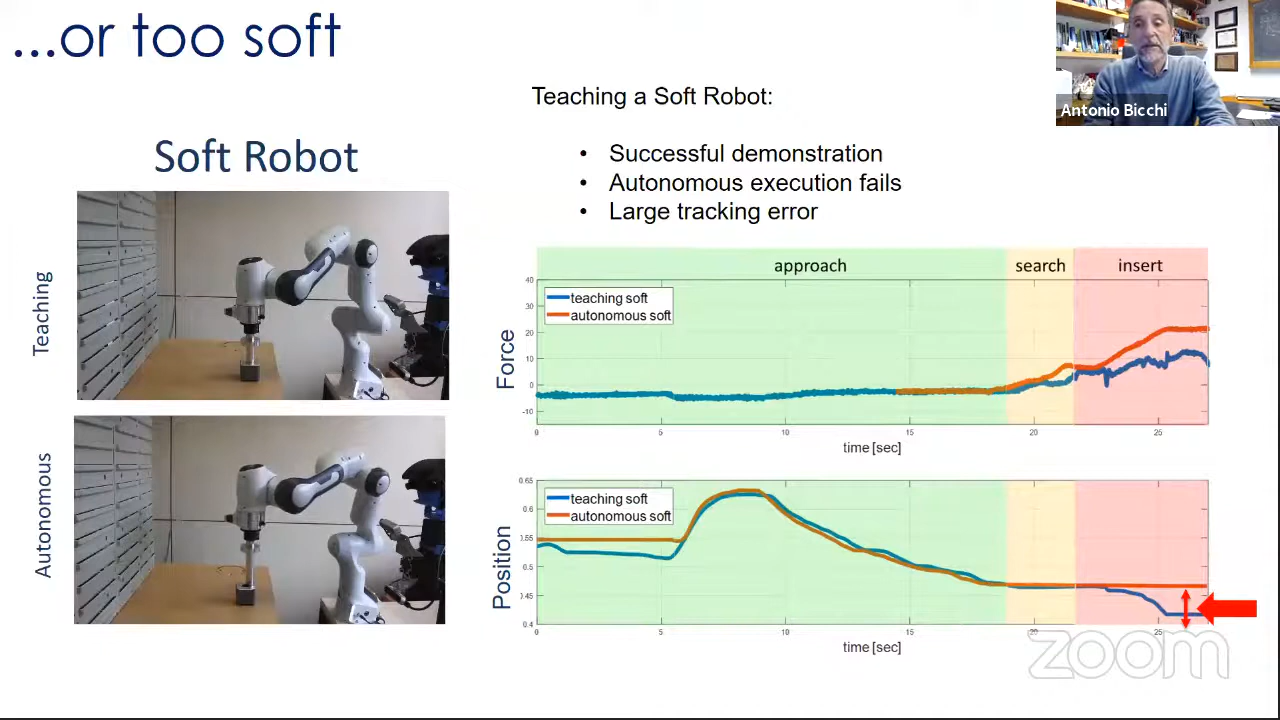 ...or too soft
Antonio Bicchi
Teaching a Soft Robot:
• Successful demonstration
• Autonomous execution fails
• Large tracking error
Soft Robot
Teaching
Autonomous
approach
search
insert
Force
40
30
20
10
0
-10
teaching soft
autonomous soft
0
5
10
15
20
25
time [sec]
Position
0.65
0.6
0.55
0.5
0.45
0.4
teaching soft
autonomous soft
0
5
10
15
20
25
time [sec]
zoom